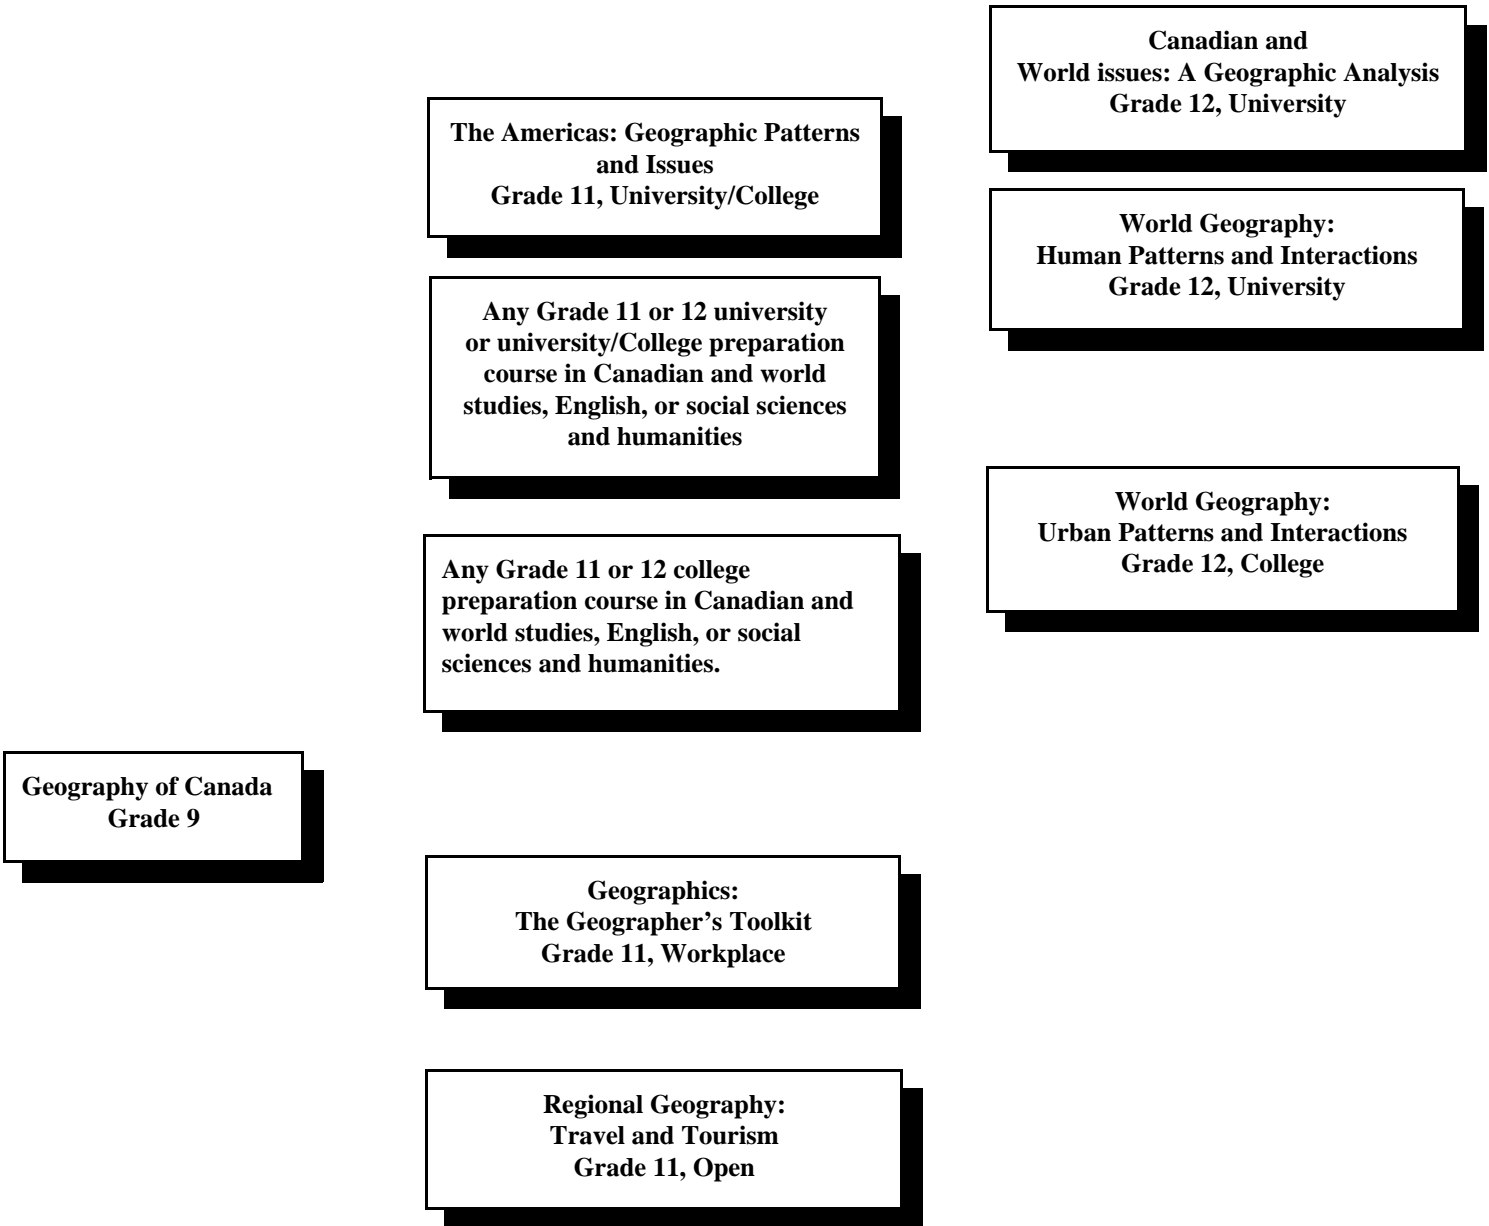 Canadian and
World issues: A Geographic Analysis
Grade 12, University
The Americas: Geographic Patterns
and Issues
Grade 11, University/College
World Geography:
Human Patterns and Interactions
Grade 12, University
Any Grade 11 or 12 university
or university/College preparation
course in Canadian and world
studies, English, or social sciences
and humanities
World Geography:
Urban Patterns and Interactions
Grade 12, College
Any Grade 11 or 12 college
preparation course in Canadian and
world studies, English, or social
sciences and humanities.
Geography of Canada
Grade 9
Geographics:
The Geographer’s Toolkit
Grade 11, Workplace
Regional Geography:
Travel and Tourism
Grade 11, Open